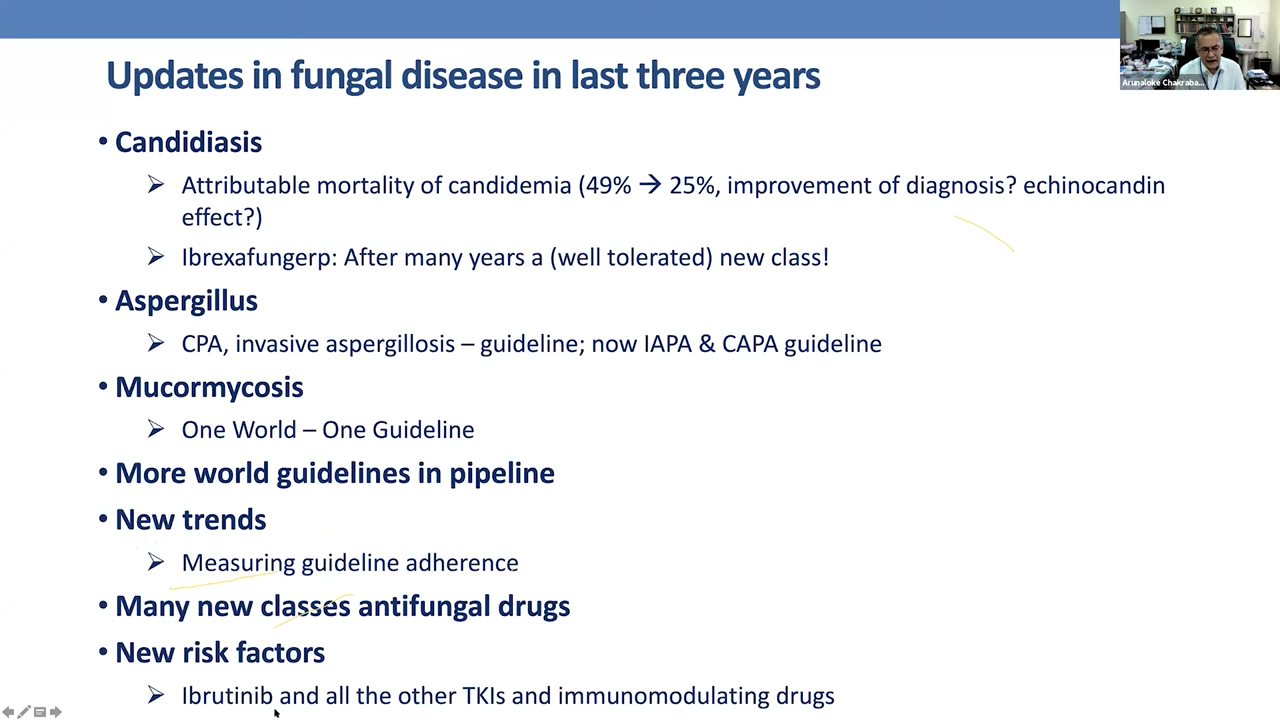 Updates in fungal disease in last three years
Arunaloke Chakraba...
• Candidiasis
➢ Attributable mortality of candidemia (49% → 25%, improvement of diagnosis? echinocandin
effect?)
➢ Ibrexafungerp: After many years a (well tolerated) new class!
• Aspergillus
➢ CPA, invasive aspergillosis – guideline; now IAPA & CAPA guideline
• Mucormycosis
➢ One World – One Guideline
• More world guidelines in pipeline
• New trends
➢ Measuring guideline adherence
• Many new classes antifungal drugs
• New risk factors
➢ Ibrutinib and all the other TKIs and immunomodulating drugs